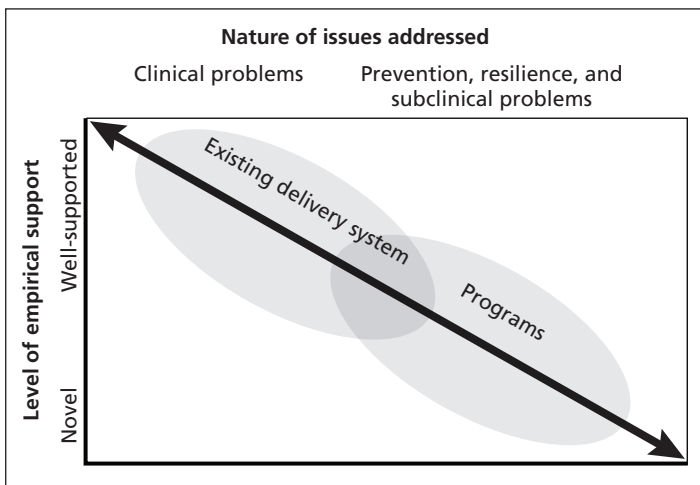 Nature of issues addressed
Clinical problems
Prevention, resilience, and
subclinical problems
Level of empirical support
Well-supported
Novel
Existing delivery system
Programs